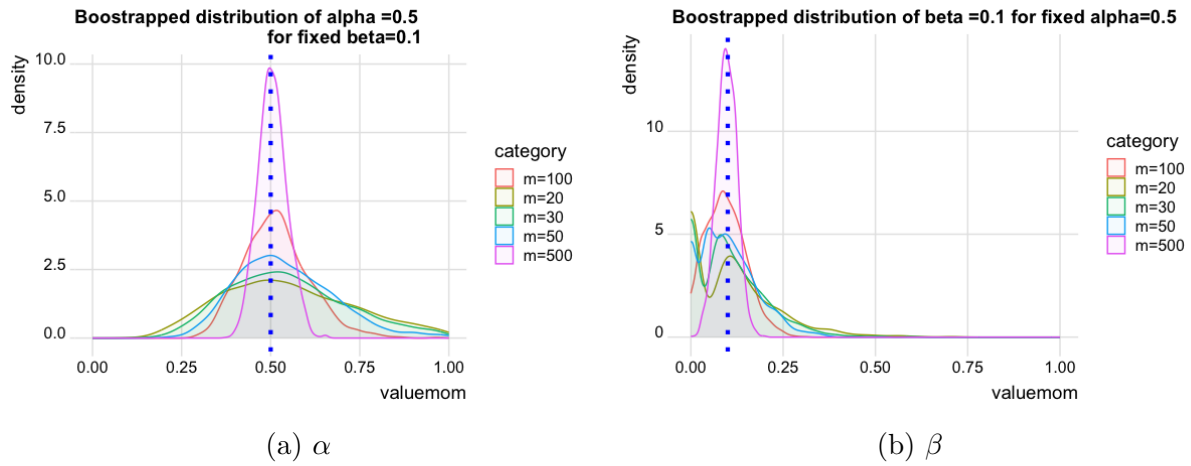 Boostrapped distribution of alpha =0.5
for fixed beta=0.1
density
10.0
7.5
5.0
2.5
0.0
0.00 0.25 0.50 0.75 1.00
valuemom
category
m=100
m=20
m=30
m=50
m=500
(a) α
Boostrapped distribution of beta =0.1 for fixed alpha=0.5
density
10
5
0
0.00 0.25 0.50 0.75 1.00
valuemom
category
m=100
m=20
m=30
m=50
m=500
(b) β